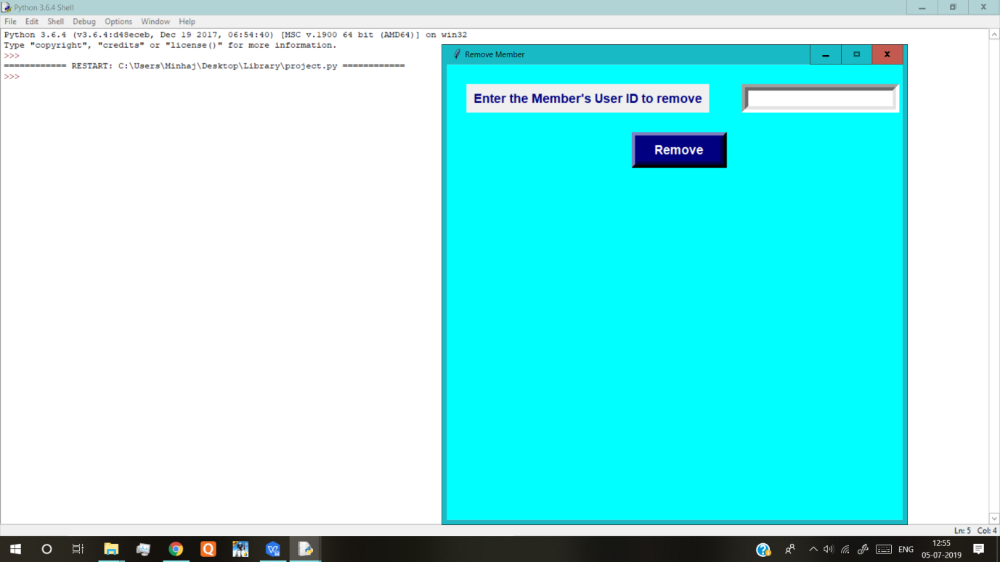 Python 3.6.4 Shell
File Edit Shell Debug Options Window Help
Python 3.6.4 (v3.6.4:d48eceb, Dec 19 2017, 06:54:40) [MSC v.1900 64 bit (AMD64)] on win32
Type "copyright", "credits" or "license()" for more information.
>>>
============ RESTART: C:\Users\Minhaj\Desktop\Library\project.py ============
>>>
Remove Member
Enter the Member's User ID to remove
Remove
Ln: 5 Col: 4
ENG
12:55
05-07-2019